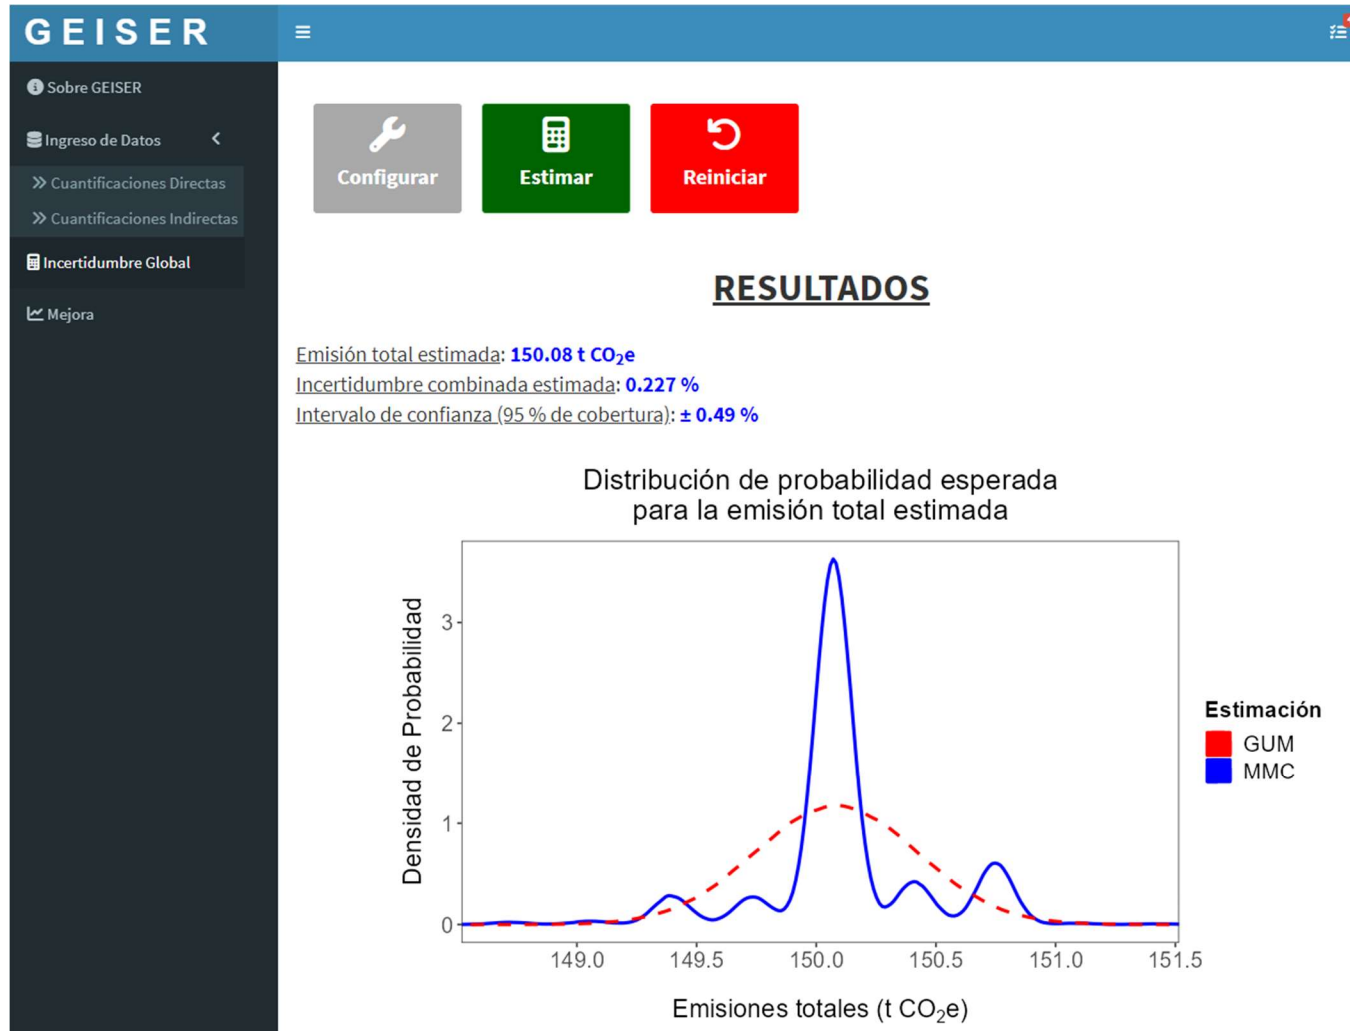 GEISER
Sobre GEISER
Ingreso de Datos
Cuantificaciones Directas
Cuantificaciones Indirectas
Incertidumbre Global
Mejora
Configurar
Estimar
Reiniciar
RESULTADOS
Emisión total estimada: 150.08 t CO₂e
Incertidumbre combinada estimada: 0.227 %
Intervalo de confianza (95 % de cobertura): ± 0.49 %
Distribución de probabilidad esperada
para la emisión total estimada
Densidad de Probabilidad
3
2
1
0
149.0 149.5 150.0 150.5 151.0 151.5
Emisiones totales (t CO₂e)
Estimación
GUM
MMC